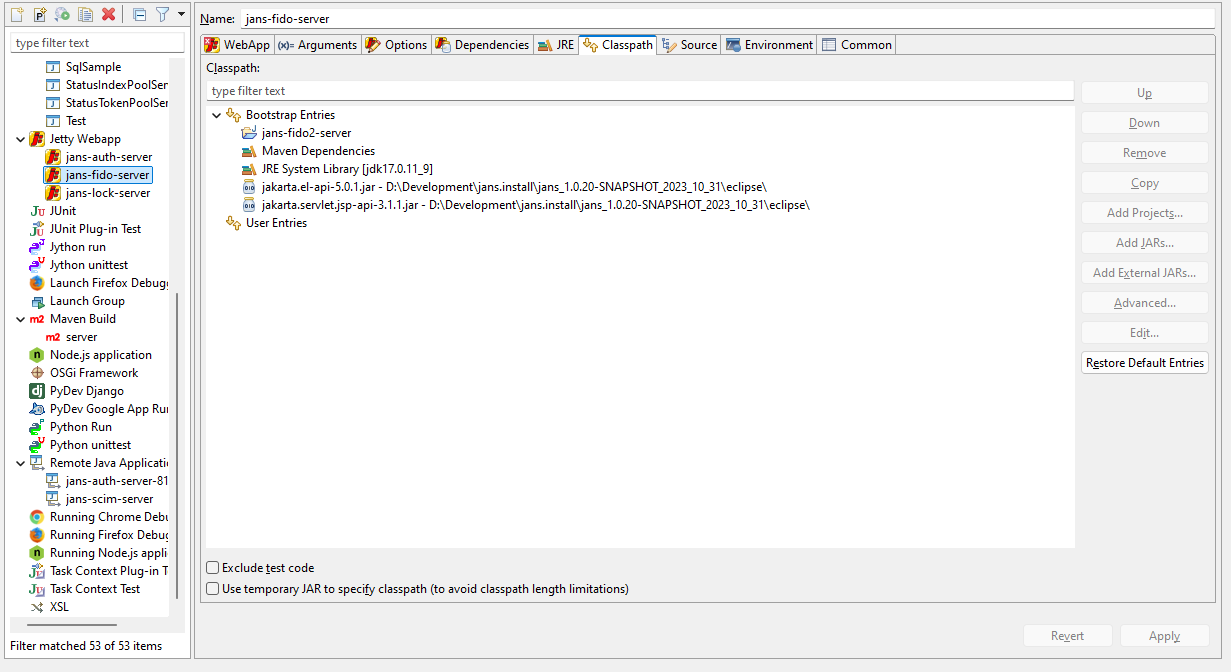 type filter text
SqlSample
StatusIndexPoolSer
StatusTokenPoolSer
Test
Jetty Webapp
jans-auth-server
jans-fido-server
jans-lock-server
JUnit
JUnit Plug-in Test
Jython run
Jython unittest
Launch Firefox Debugg
Launch Group
Maven Build
server
Node.js application
OSGi Framework
PyDev Django
PyDev Google App Run
Python Run
Python unittest
Remote Java Applicatio
jans-auth-server-81
jans-scim-server
Running Chrome Debu
Running Firefox Debug
Running Node.js appli
Task Context Plug-in T
Task Context Test
XSL
Filter matched 53 of 53 items
Name: jans-fido-server
WebApp (x)= Arguments Options Dependencies JRE Classpath Source Environment Common
Classpath:
type filter text
Bootstrap Entries
jans-fido2-server
Maven Dependencies
JRE System Library [jdk17.0.11_9]
jakarta.el-api-5.0.1.jar - D:\Development\jans.install\jans_1.0.20-SNAPSHOT_2023_10_31\eclipse\
jakarta.servlet.jsp-api-3.1.1.jar - D:\Development\jans.install\jans_1.0.20-SNAPSHOT_2023_10_31\eclipse\
User Entries
Up
Down
Remove
Copy
Add Projects...
Add JARs...
Add External JARs...
Advanced...
Edit...
Restore Default Entries
Exclude test code
Use temporary JAR to specify classpath (to avoid classpath length limitations)
Revert
Apply